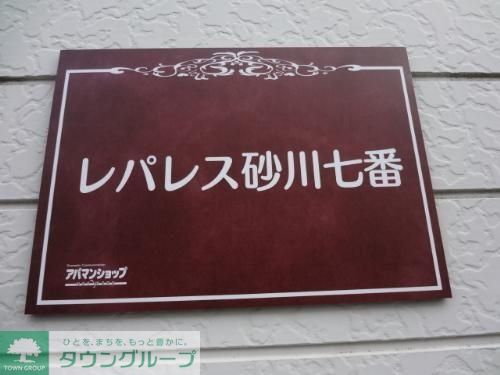 レパレス砂川七番
アパマンショップ
ひとを、まちを、もっと豊かに。
タウングループ
TOWN GROUP